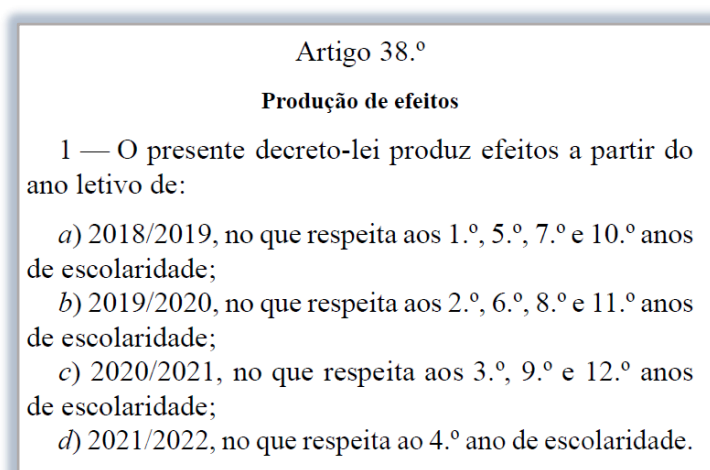 Artigo 38.º
Produção de efeitos
1 — O presente decreto-lei produz efeitos a partir do
ano letivo de:
a) 2018/2019, no que respeita aos 1.º, 5.º, 7.º e 10.º anos
de escolaridade;
b) 2019/2020, no que respeita aos 2.º, 6.º, 8.º e 11.º anos
de escolaridade;
c) 2020/2021, no que respeita aos 3.º, 9.º e 12.º anos
de escolaridade;
d) 2021/2022, no que respeita ao 4.º ano de escolaridade.